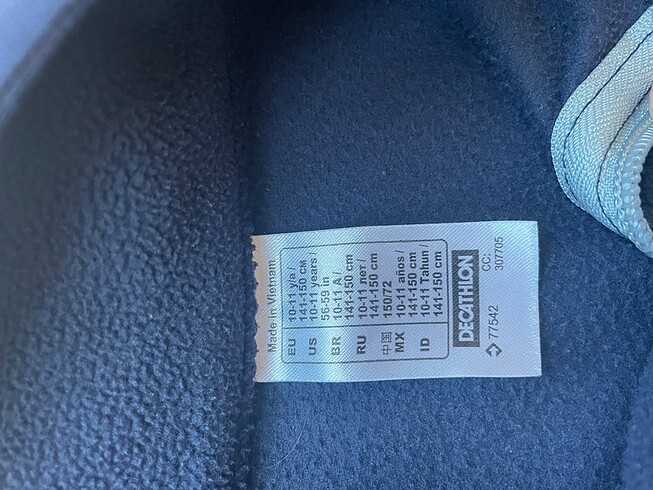 Made in Vietnam
EU 10-11 y/a /
141-150 см
US 10-11 years /
56-59 in
BR 10-11 A /
141-150 cm
RU 10-11 лет /
141-150 cm
中国 150/72
MX 10-11 años /
141-150 cm
ID 10-11 Tahun /
141-150 cm
DECATHLON
77542
CC:
307705